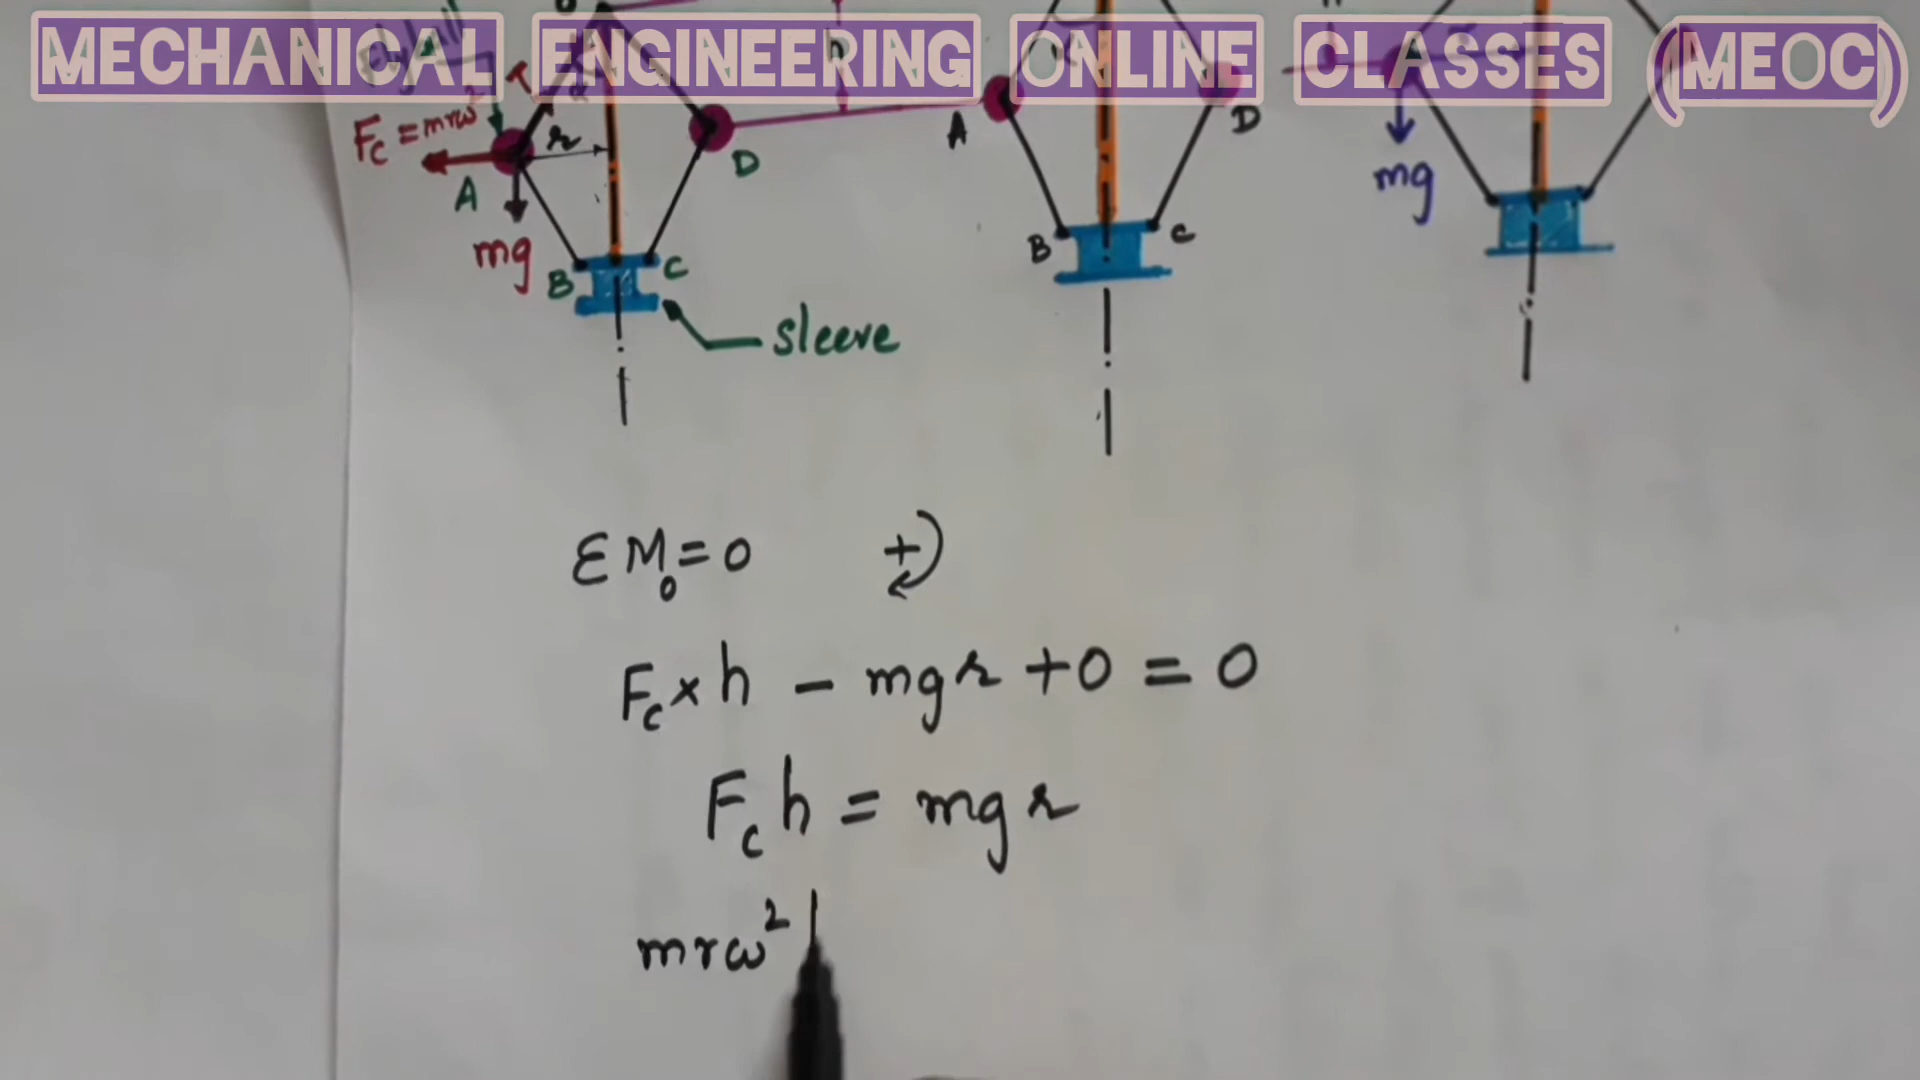 MECHANICAL ENGINEERING ONLINE CLASSES (MEOC)
h
T
Fc = mrω²
r
A
D
A
D
mg
mg
B
C
B
C
sleeve
ΣM₀ = 0 +
Fc × h - mgr + 0 = 0
Fc h = mgr
mrω²